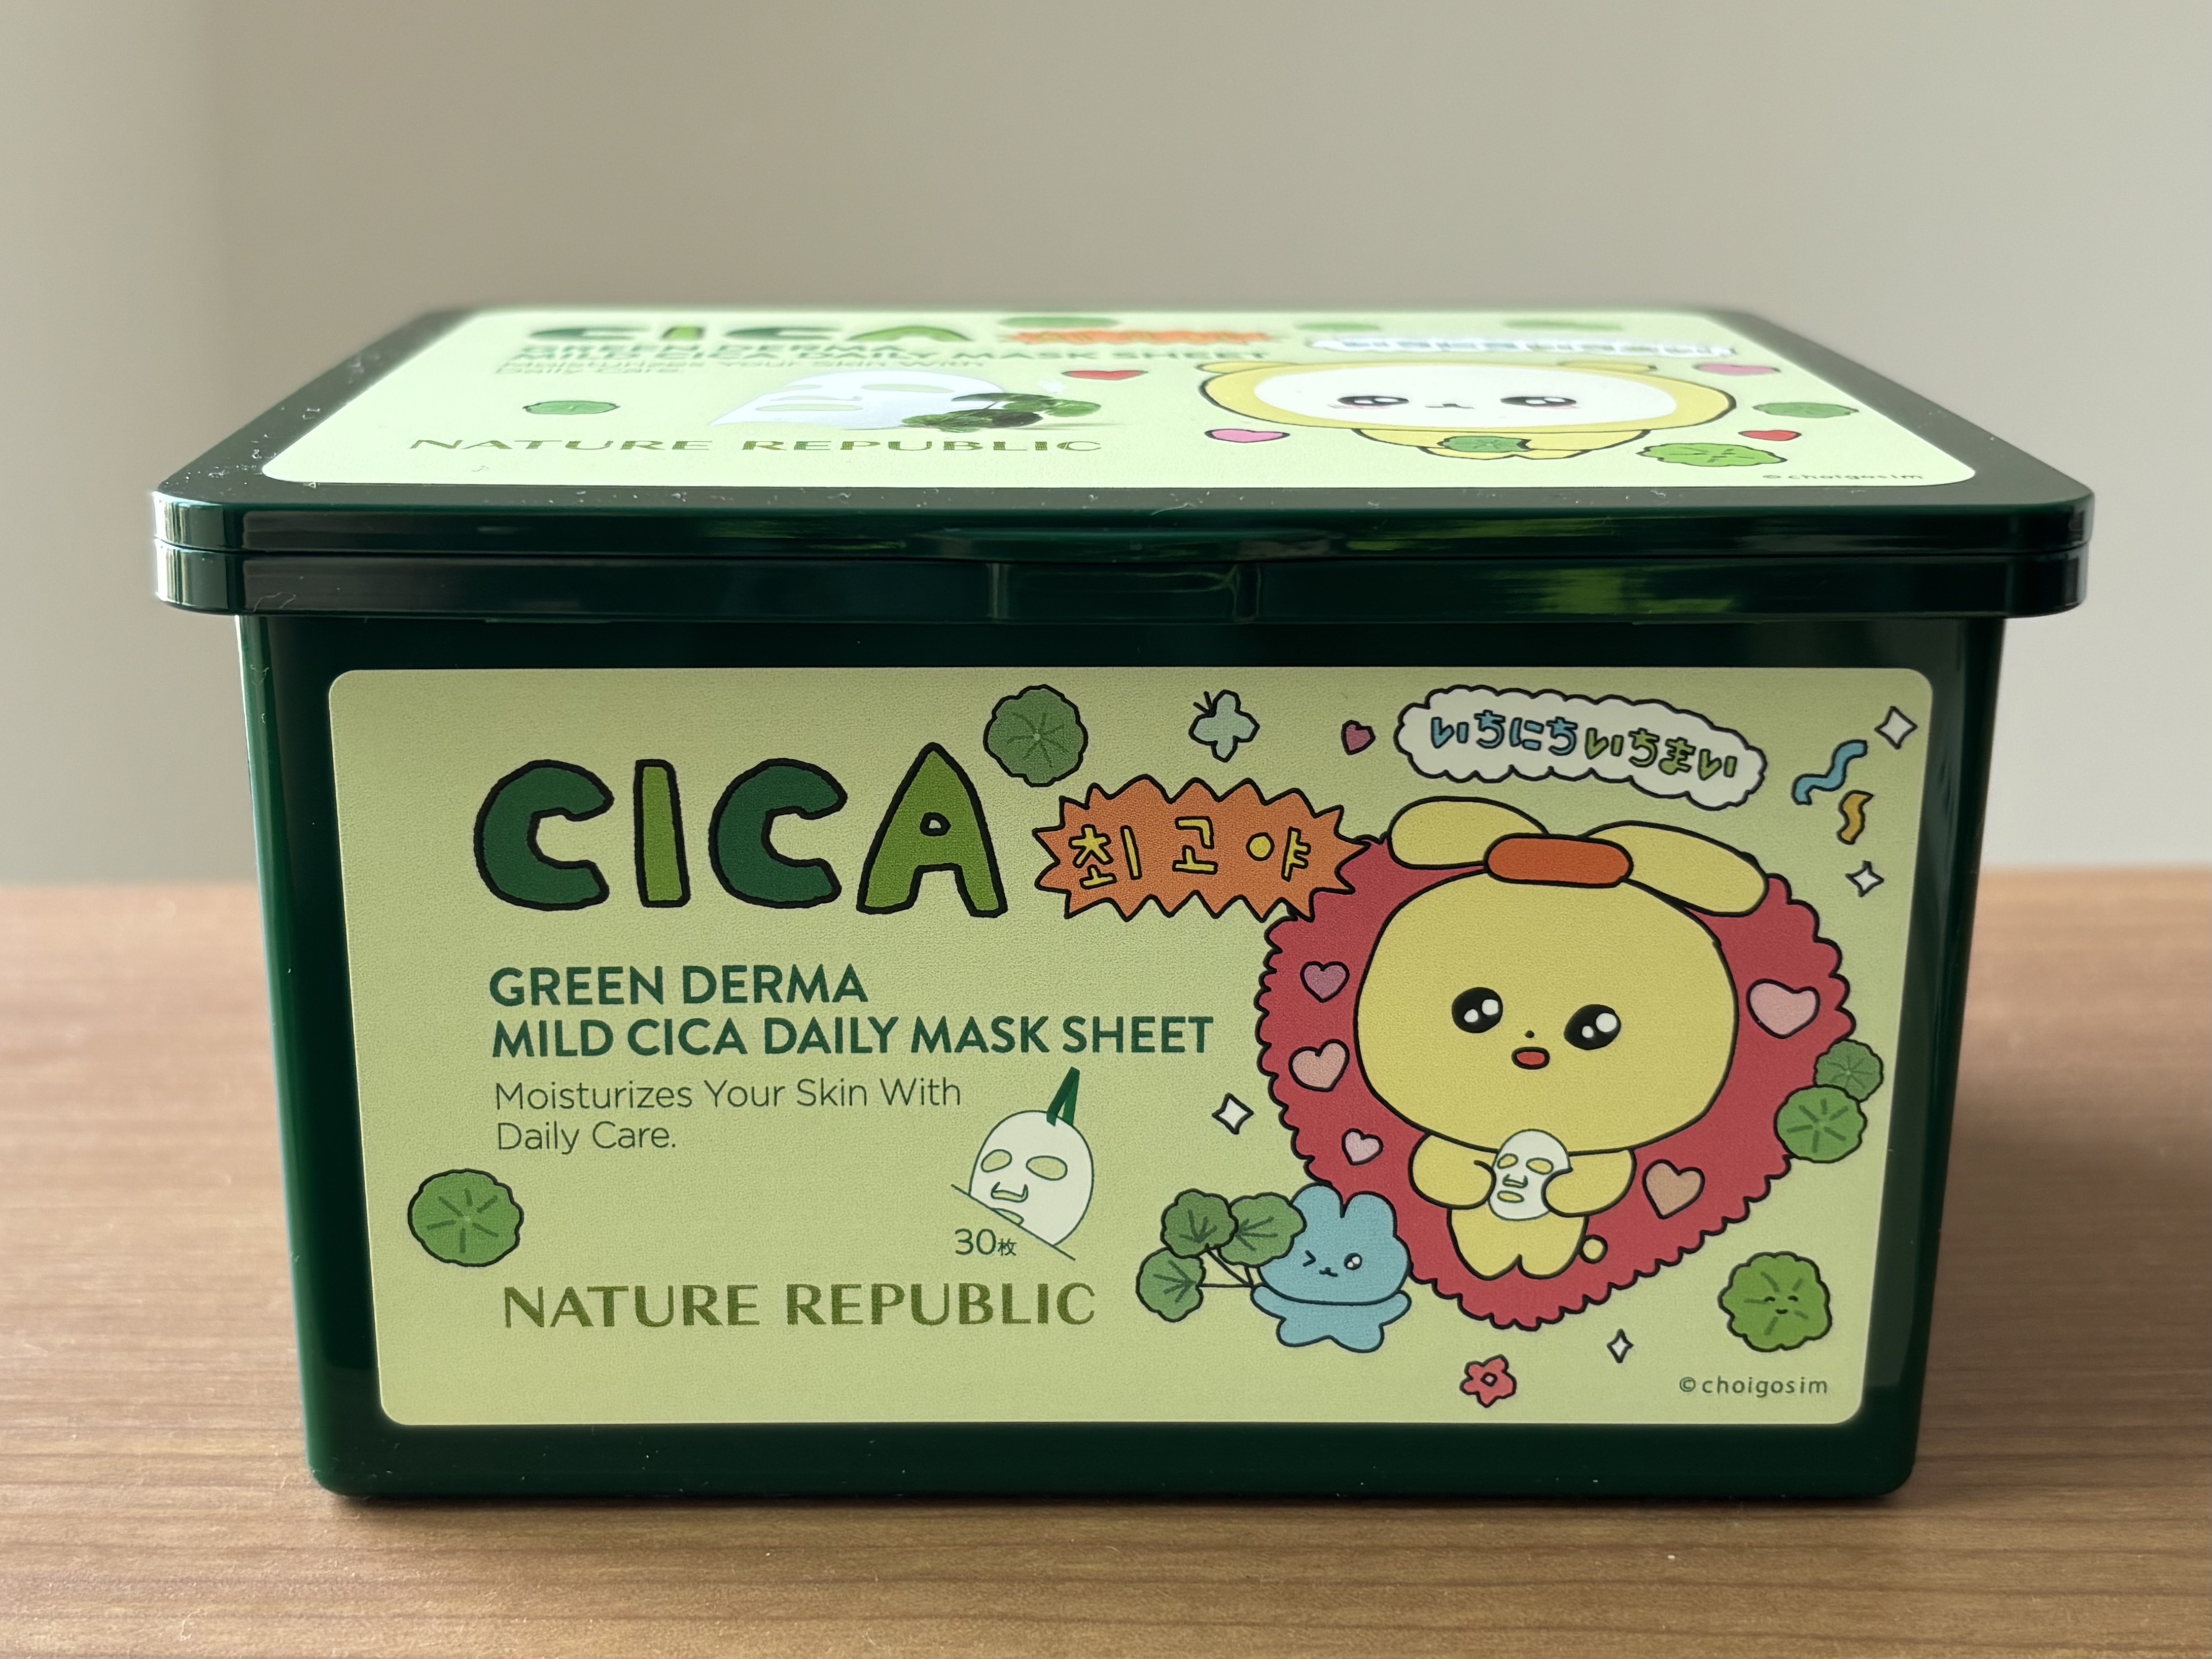 CICA
GREEN DERMA
MILD CICA DAILY MASK SHEET
Moisturizes Your Skin With
Daily Care.
NATURE REPUBLIC
©choigosim
いちにちいちまい
CICA
최고야
GREEN DERMA
MILD CICA DAILY MASK SHEET
Moisturizes Your Skin With
Daily Care.
30枚
NATURE REPUBLIC
©choigosim